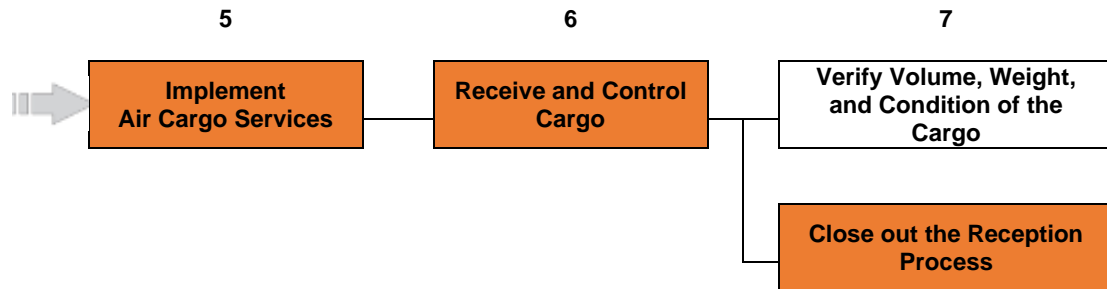 5
6
7
Implement
Air Cargo Services
Receive and Control
Cargo
Verify Volume, Weight,
and Condition of the
Cargo
Close out the Reception
Process